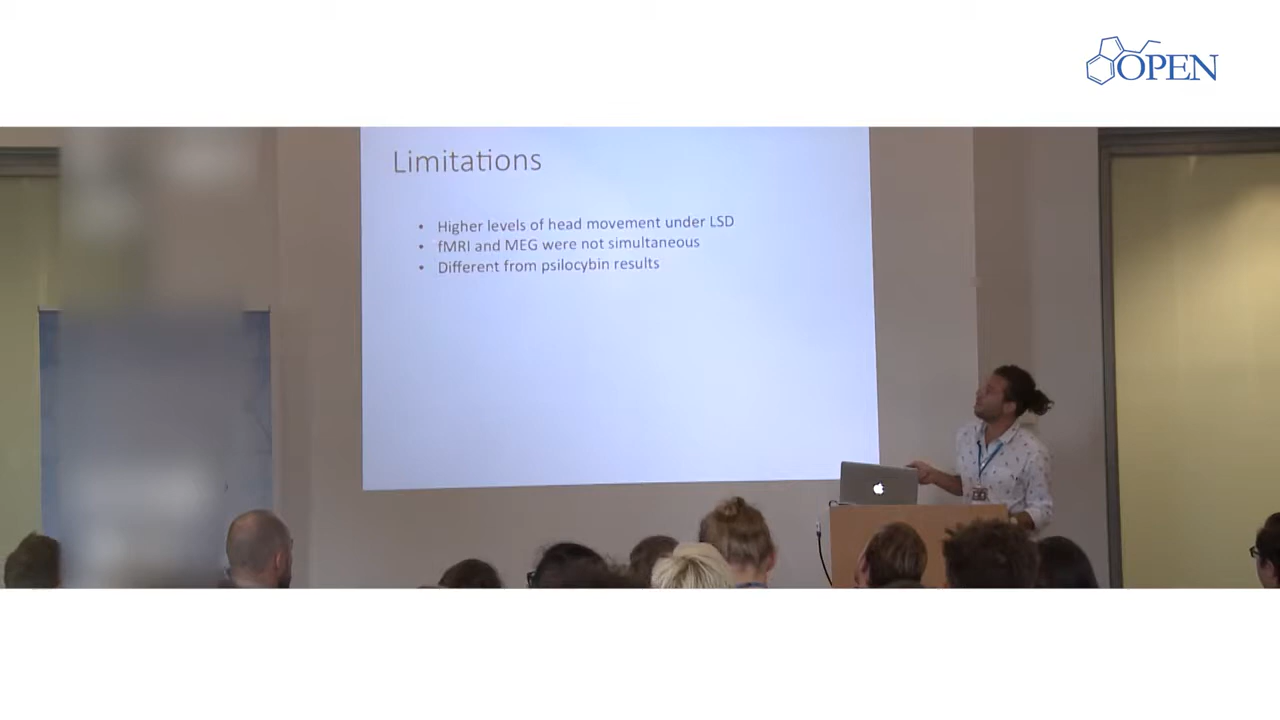 OPEN
Limitations
• Higher levels of head movement under LSD
• fMRI and MEG were not simultaneous
• Different from psilocybin results